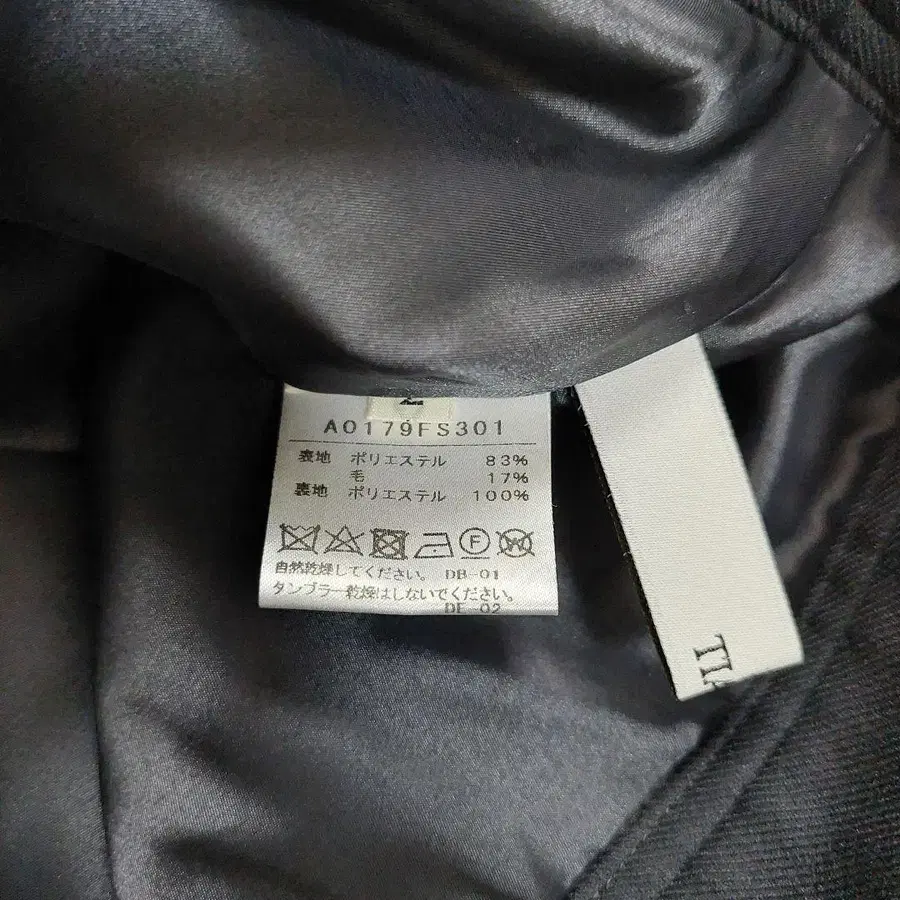 A0179FS301
表地 ポリエステル 83%
毛 17%
裏地 ポリエステル 100%
F W
自然乾燥してください。 DB-01
タンブラー乾燥はしないでください。
DE-02